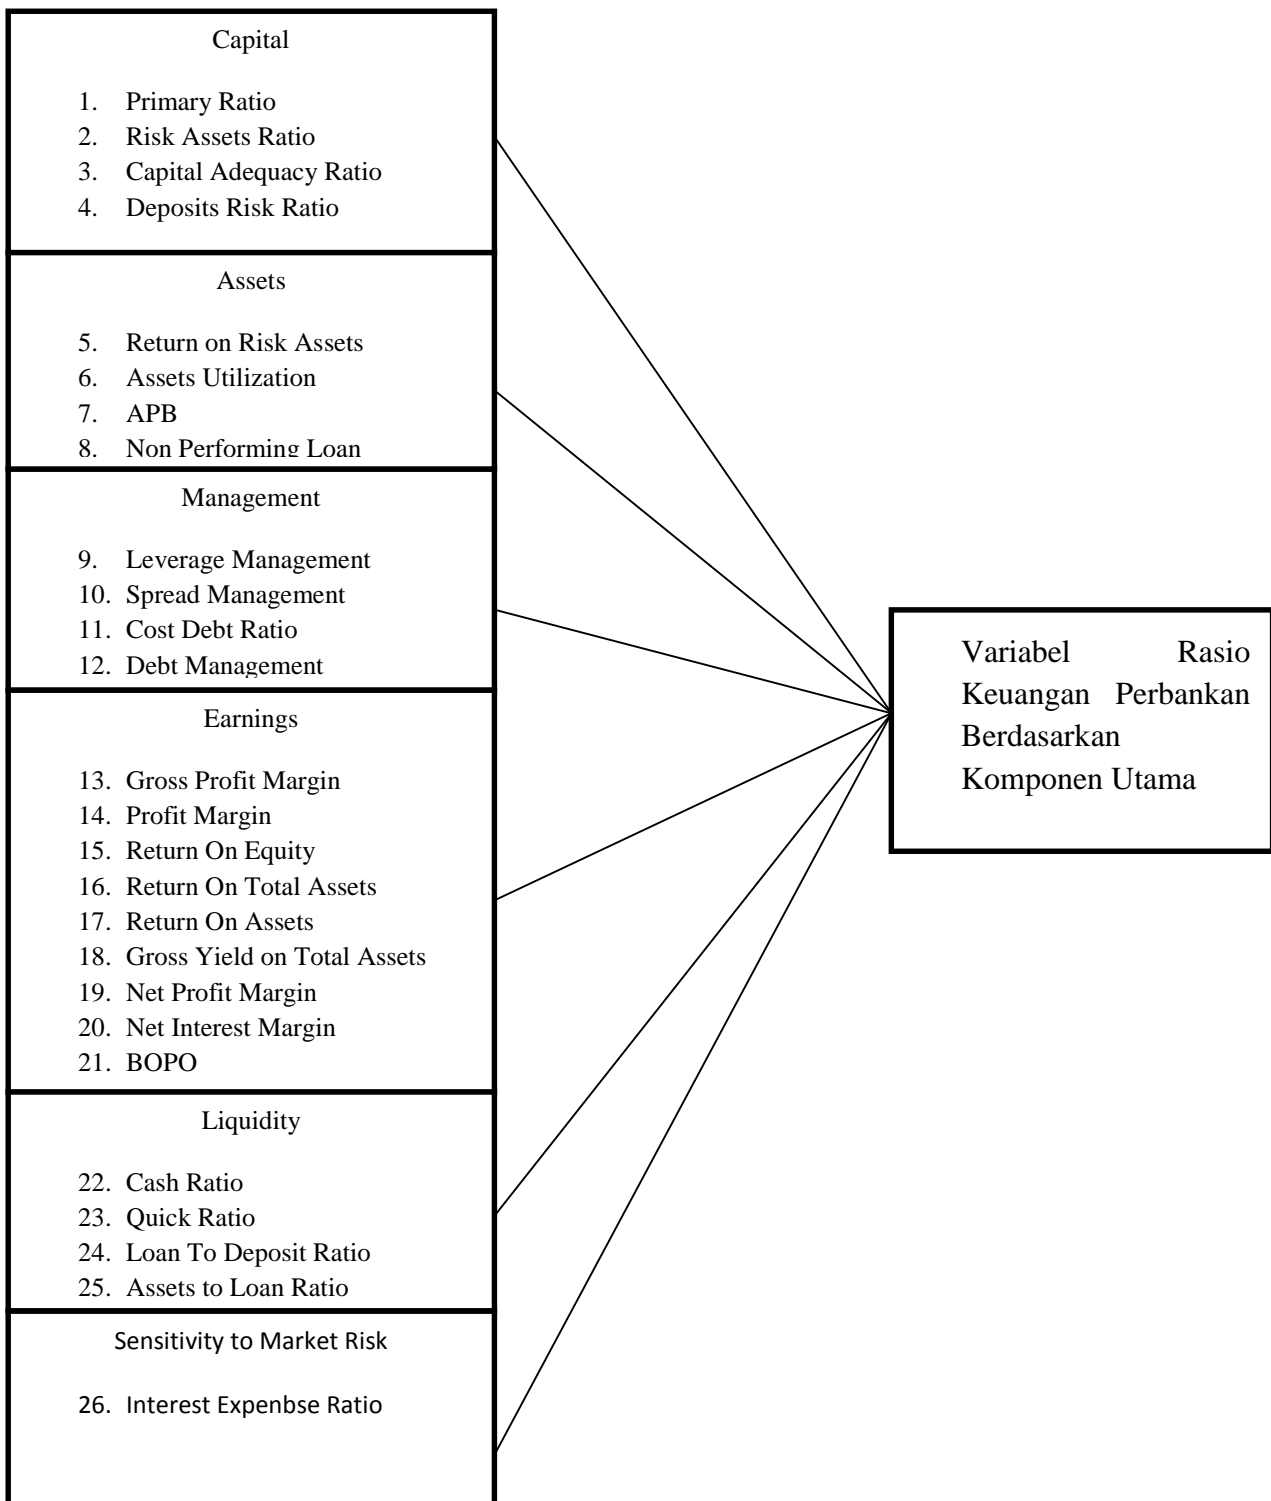 Capital
1. Primary Ratio
2. Risk Assets Ratio
3. Capital Adequacy Ratio
4. Deposits Risk Ratio
Assets
5. Return on Risk Assets
6. Assets Utilization
7. APB
8. Non Performing Loan
Management
9. Leverage Management
10. Spread Management
11. Cost Debt Ratio
12. Debt Management
Earnings
13. Gross Profit Margin
14. Profit Margin
15. Return On Equity
16. Return On Total Assets
17. Return On Assets
18. Gross Yield on Total Assets
19. Net Profit Margin
20. Net Interest Margin
21. BOPO
Liquidity
22. Cash Ratio
23. Quick Ratio
24. Loan To Deposit Ratio
25. Assets to Loan Ratio
Sensitivity to Market Risk
26. Interest Expenbse Ratio
Variabel Rasio
Keuangan Perbankan
Berdasarkan
Komponen Utama